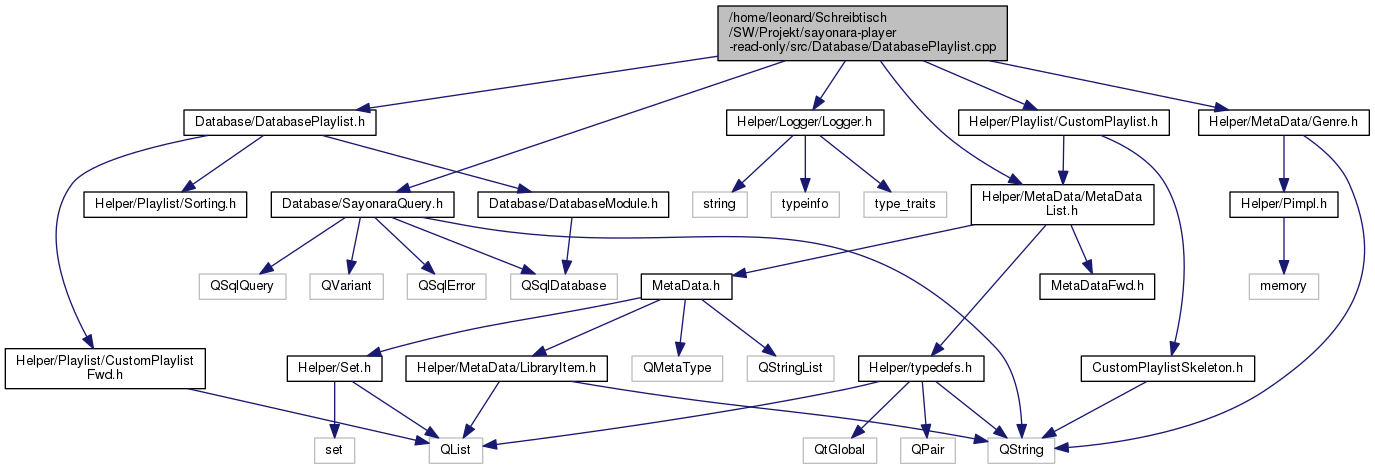 /home/leonard/Schreibtisch
/SW/Projekt/sayonara-player
-read-only/src/Database/DatabasePlaylist.cpp
Database/DatabasePlaylist.h
Helper/Logger/Logger.h
Helper/Playlist/CustomPlaylist.h
Helper/MetaData/Genre.h
Helper/Playlist/Sorting.h
Database/SayonaraQuery.h
Database/DatabaseModule.h
string
typeinfo
type_traits
Helper/MetaData/MetaData
List.h
Helper/Pimpl.h
QSqlQuery
QVariant
QSqlError
QSqlDatabase
MetaData.h
MetaDataFwd.h
memory
Helper/Playlist/CustomPlaylist
Fwd.h
Helper/Set.h
Helper/MetaData/LibraryItem.h
QMetaType
QStringList
Helper/typedefs.h
CustomPlaylistSkeleton.h
set
QList
QtGlobal
QPair
QString